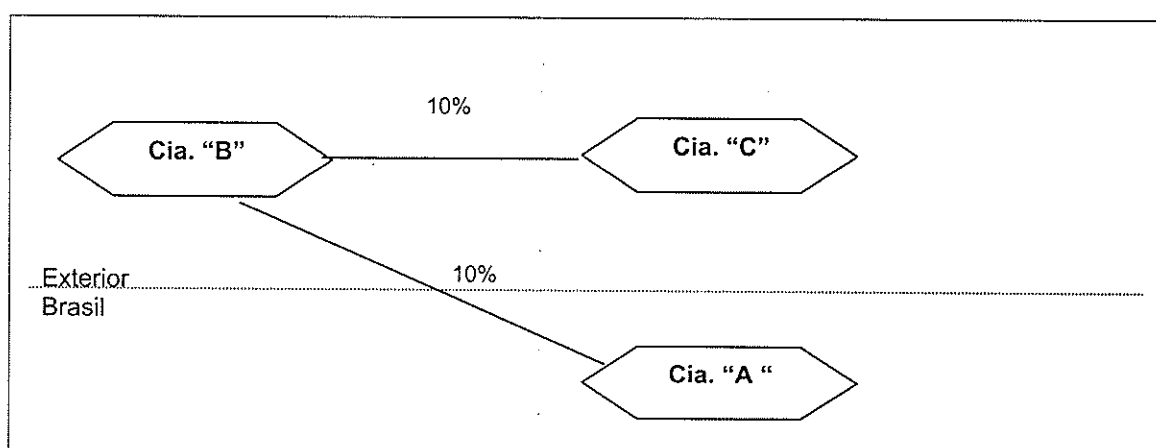 10%
Cia. “B”
Cia. “C”
Exterior
10%
Brasil
Cia. “A “